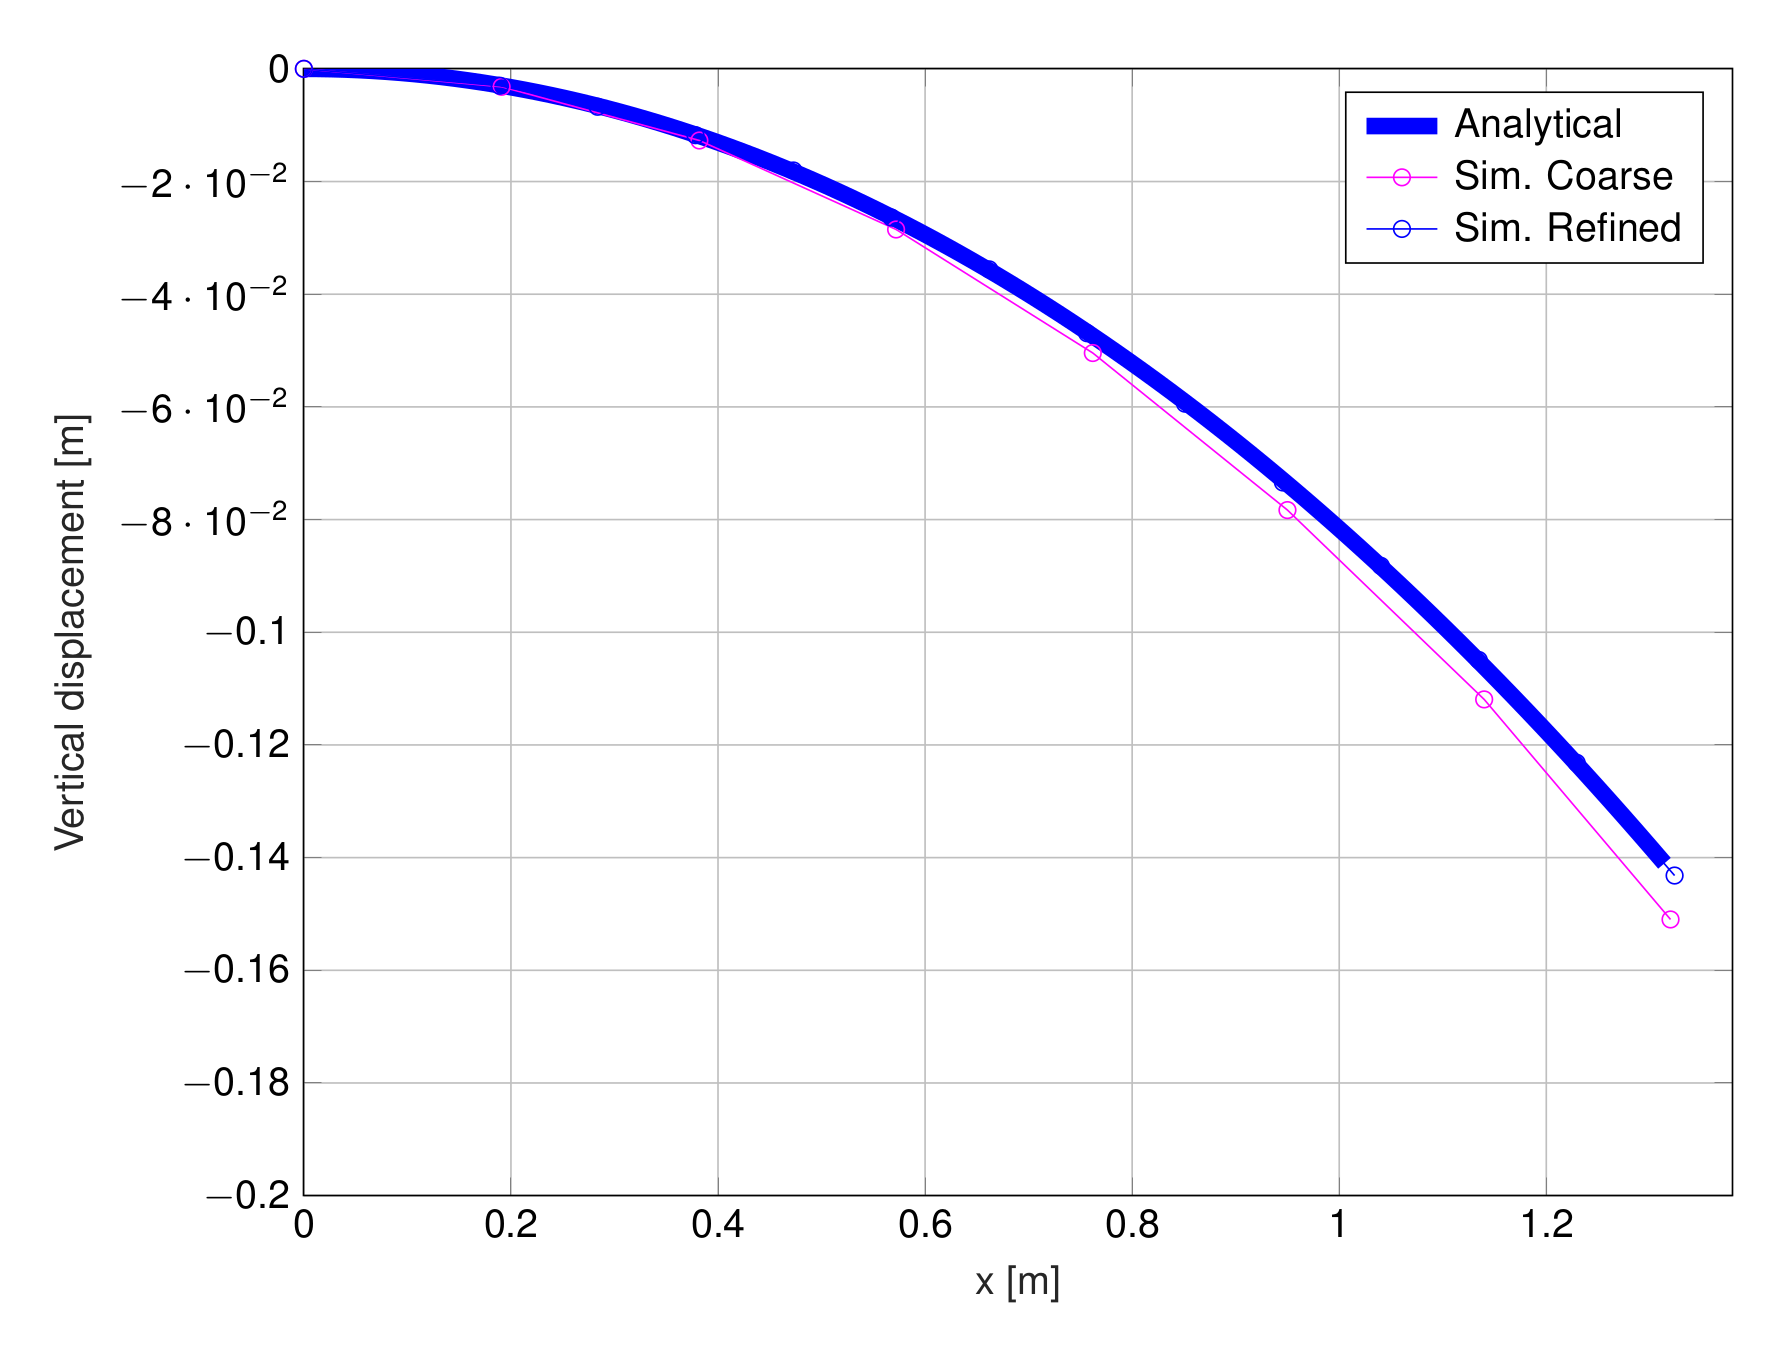 0
−2 · 10⁻²
−4 · 10⁻²
−6 · 10⁻²
−8 · 10⁻²
−0.1
−0.12
−0.14
−0.16
−0.18
−0.2
Vertical displacement [m]
Analytical
Sim. Coarse
Sim. Refined
0 0.2 0.4 0.6 0.8 1 1.2
x [m]